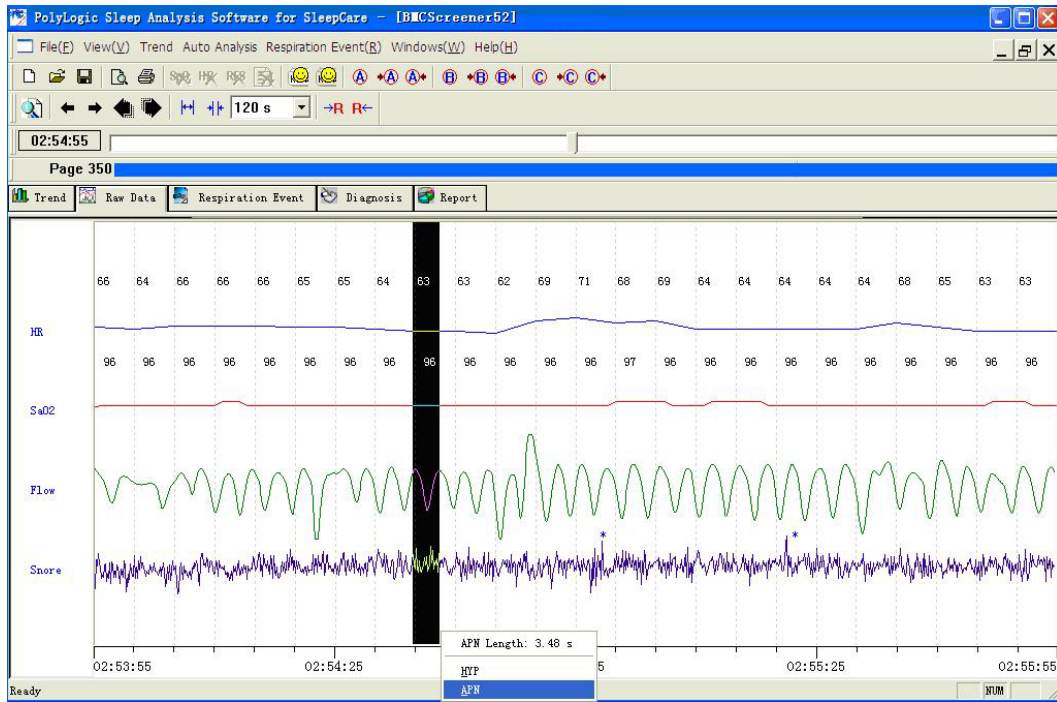 PolyLogic Sleep Analysis Software for SleepCare - [BMCScreener52]
File(F) View(V) Trend Auto Analysis Respiration Event(R) Windows(W) Help(H)
SpO2 HR RSS A A A B B B C C C
120 s →R R←
02:54:55
Page 350
Trend Raw Data Respiration Event Diagnosis Report
66 64 66 66 66 65 65 64 63 63 62 69 71 68 69 64 64 64 64 64 68 65 63 63
HR
96 96 96 96 96 96 96 96 96 96 96 96 96 97 96 96 96 96 96 96 96 96 96 96
SaO2
Flow
* *
Snore
APN Length: 3.48 s
02:53:55 02:54:25 5 02:55:25 02:55:55
HYP
APN
Ready NUM